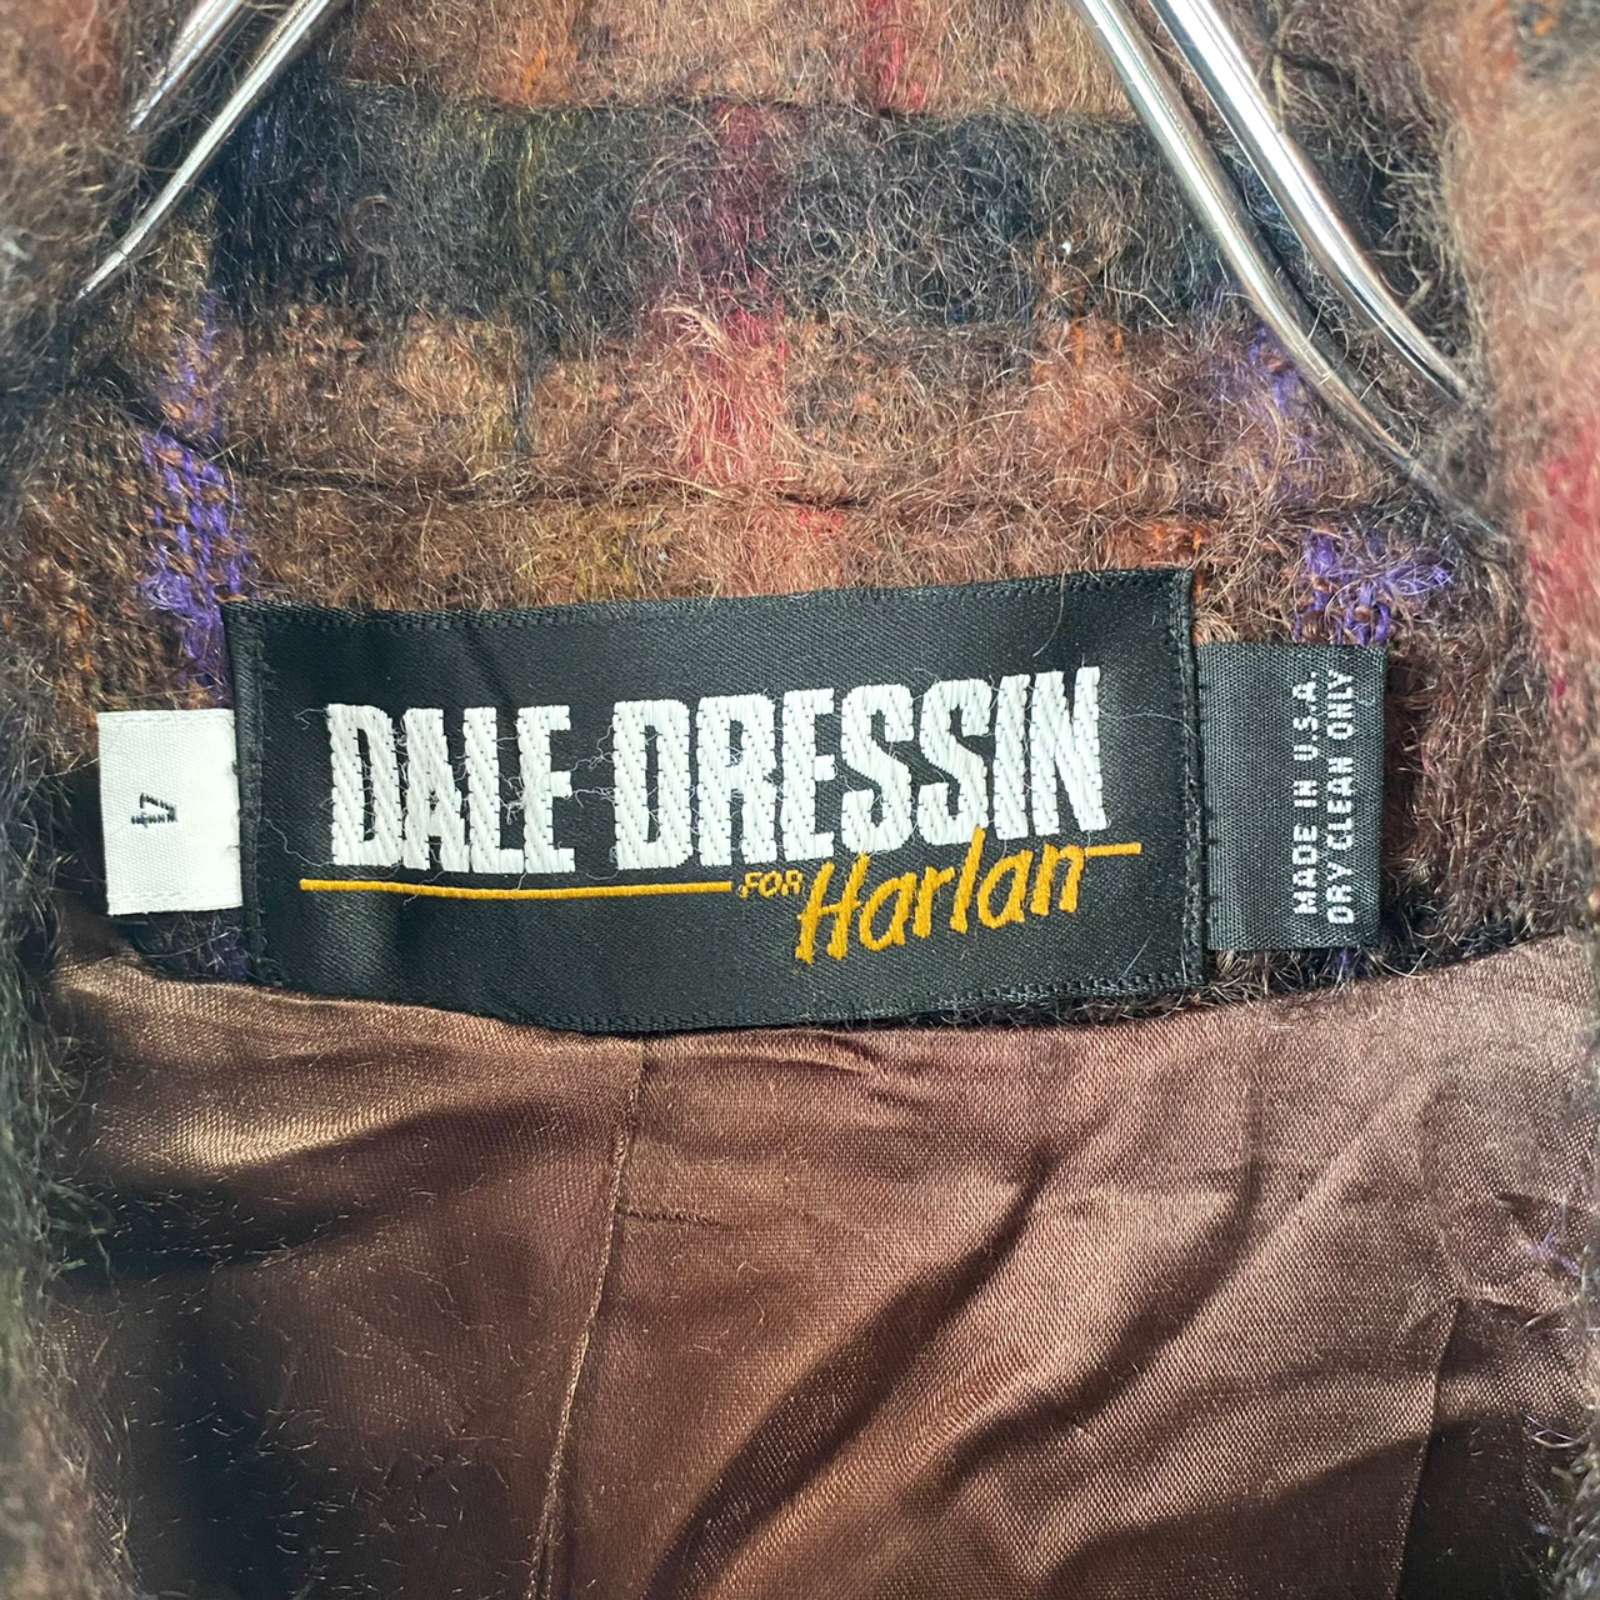 4
DALE DRESSIN
FOR Harlan
MADE IN U.S.A.
DRY CLEAN ONLY